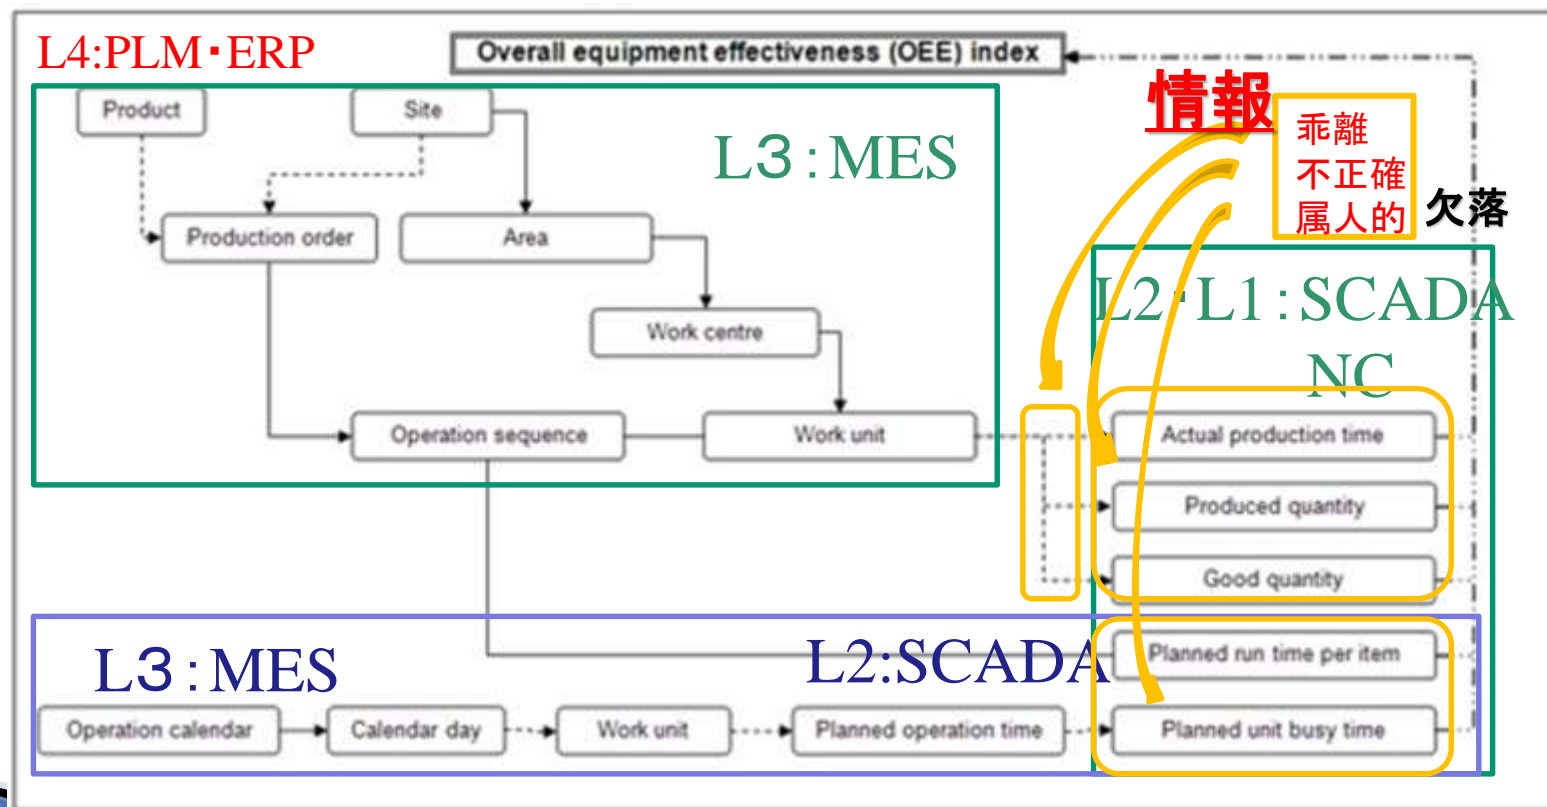 L4:PLM・ERP
Overall equipment effectiveness (OEE) index
情報
乖離
不正確
属人的
欠落
Product
Site
L3:MES
Production order
Area
L2・L1:SCADA
NC
Work centre
Operation sequence
Work unit
Actual production time
Produced quantity
Good quantity
L3:MES
L2:SCADA
Planned run time per item
Operation calendar
Calendar day
Work unit
Planned operation time
Planned unit busy time